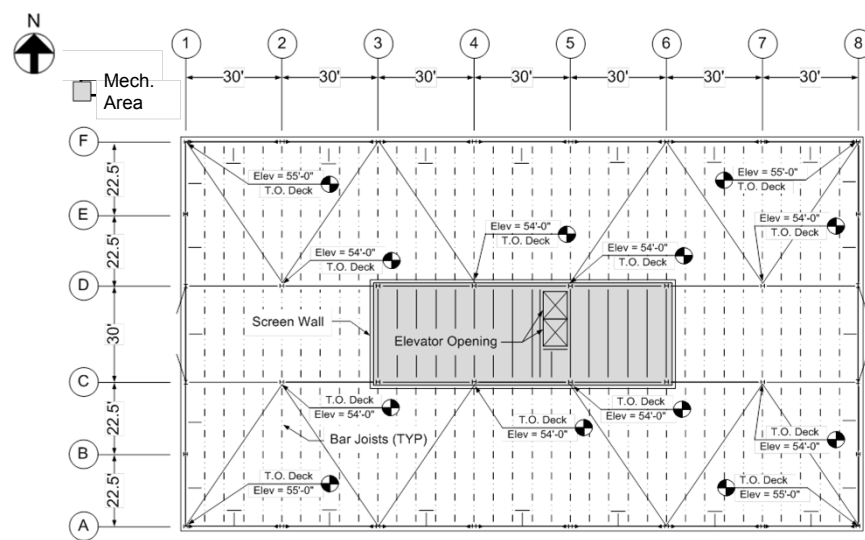 N
1 2 3 4 5 6 7 8
30' 30' 30' 30' 30' 30' 30'
Mech.
Area
F
22.5'
Elev = 55'-0"
T.O. Deck
Elev = 55'-0"
T.O. Deck
E
22.5'
Elev = 54'-0"
T.O. Deck
Elev = 54'-0"
T.O. Deck
Elev = 54'-0"
T.O. Deck
Elev = 54'-0"
T.O. Deck
D
30'
Screen Wall
Elevator Opening
C
22.5'
T.O. Deck
Elev = 54'-0"
T.O. Deck
Elev = 54'-0"
T.O. Deck
Elev = 54'-0"
T.O. Deck
Elev = 54'-0"
Bar Joists (TYP)
B
22.5'
T.O. Deck
Elev = 55'-0"
T.O. Deck
Elev = 55'-0"
A